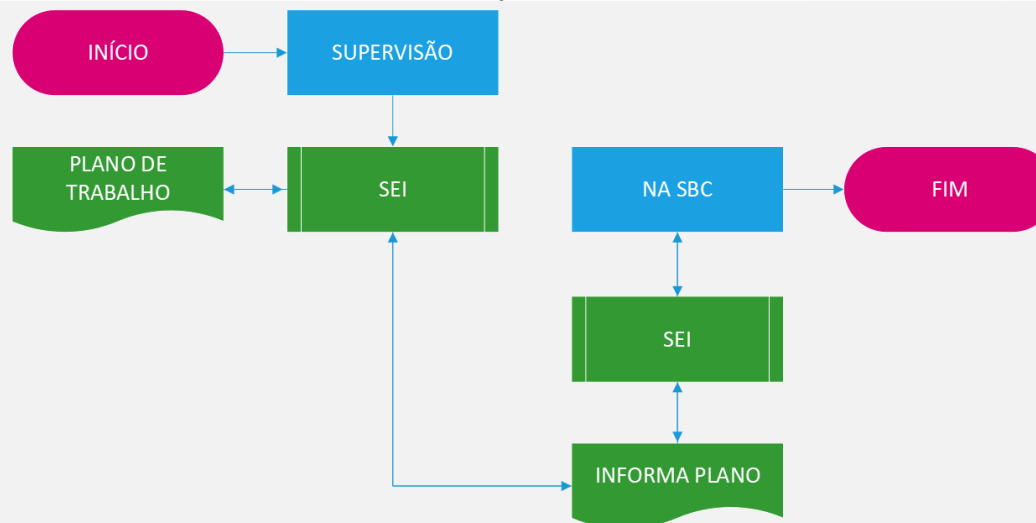 INÍCIO
SUPERVISÃO
PLANO DE
TRABALHO
SEI
NA SBC
FIM
SEI
INFORMA PLANO